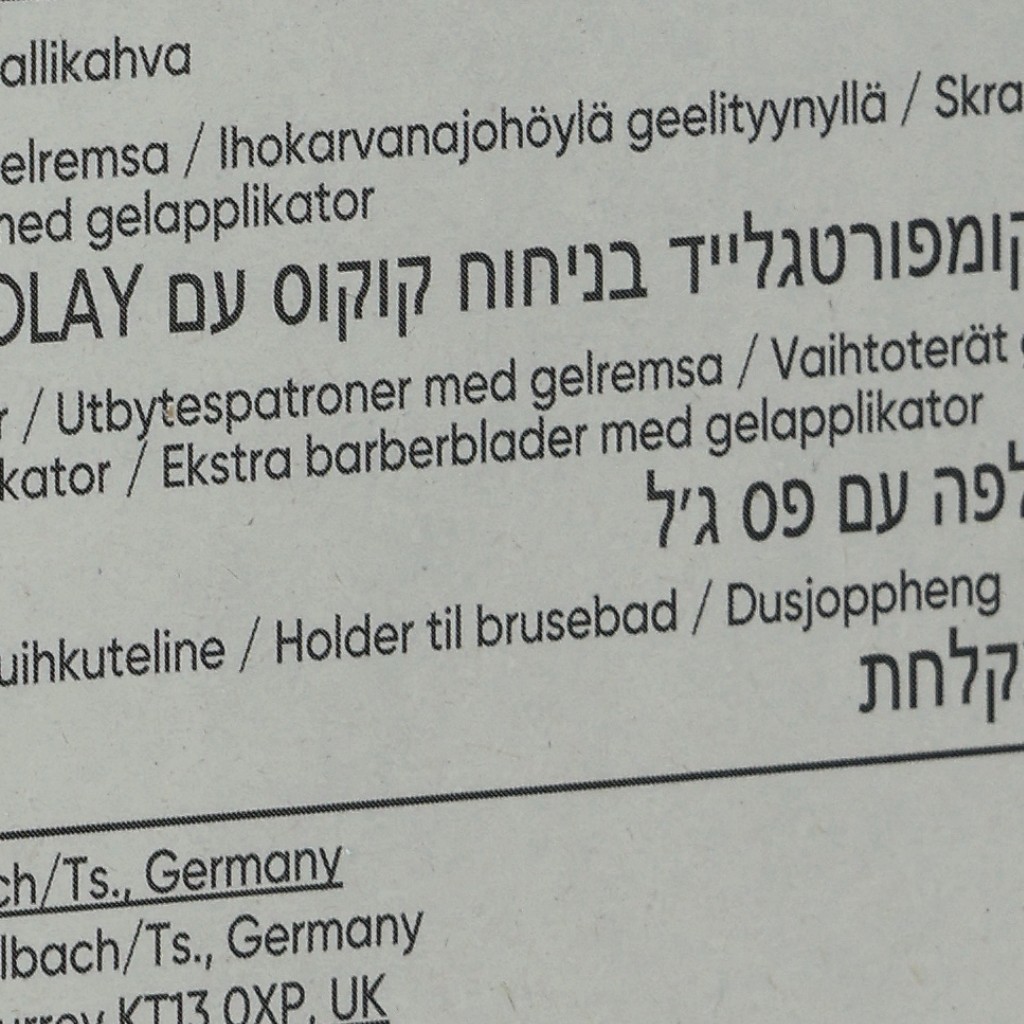 allikahva
elremsa / Ihokarvanajohöylä geelityynyllä / Skra
med gelapplikator
קומפורטגלייד בניחוח קוקוס עם OLAY
/ Utbytespatroner med gelremsa / Vaihtoterät
kator / Ekstra barberblader med gelapplikator
לפה עם פס ג׳ל
uihkuteline / Holder til brusebad / Dusjoppheng
קלחת
ch/Ts., Germany
lbach/Ts., Germany
urrey KT13 0XP, UK